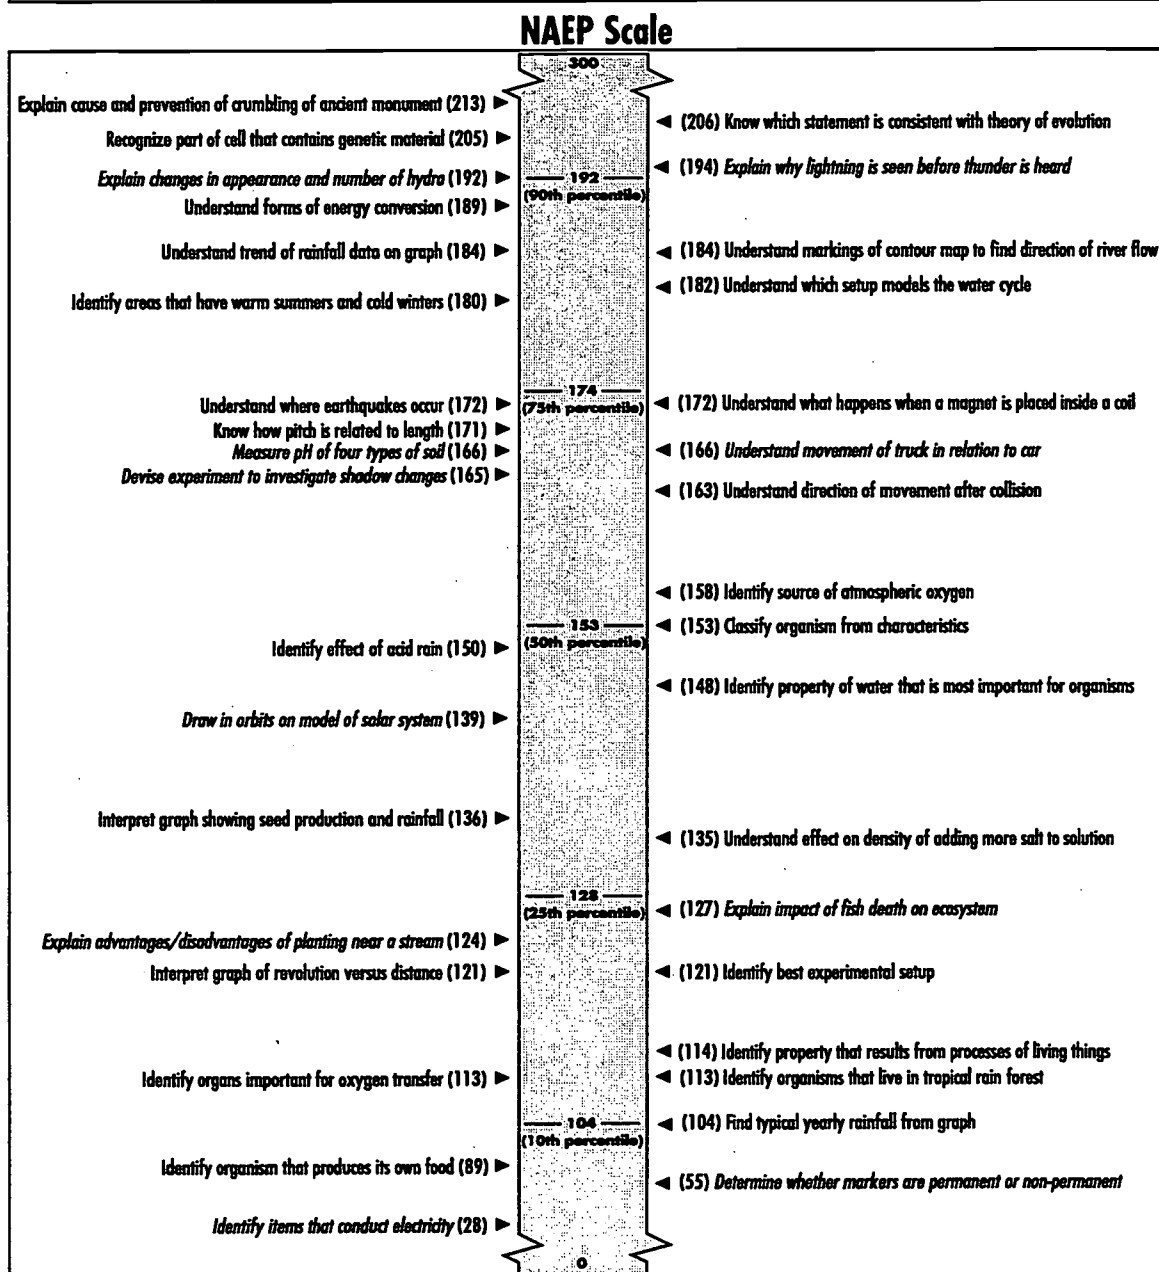 NAEP Scale
300
Explain cause and prevention of crumbling of ancient monument (213) ►
◄ (206) Know which statement is consistent with theory of evolution
Recognize part of cell that contains genetic material (205) ►
◄ (194) Explain why lightning is seen before thunder is heard
Explain changes in appearance and number of hydra (192) ►
192
(90th percentile)
Understand forms of energy conversion (189) ►
Understand trend of rainfall data on graph (184) ►
◄ (184) Understand markings of contour map to find direction of river flow
◄ (182) Understand which setup models the water cycle
Identify areas that have warm summers and cold winters (180) ►
174
(75th percentile)
Understand where earthquakes occur (172) ►
◄ (172) Understand what happens when a magnet is placed inside a coil
Know how pitch is related to length (171) ►
Measure pH of four types of soil (166) ►
◄ (166) Understand movement of truck in relation to car
Devise experiment to investigate shadow changes (165) ►
◄ (163) Understand direction of movement after collision
◄ (158) Identify source of atmospheric oxygen
153
(50th percentile)
◄ (153) Classify organism from characteristics
Identify effect of acid rain (150) ►
◄ (148) Identify property of water that is most important for organisms
Draw in orbits on model of solar system (139) ►
Interpret graph showing seed production and rainfall (136) ►
◄ (135) Understand effect on density of adding more salt to solution
128
(25th percentile)
◄ (127) Explain impact of fish death on ecosystem
Explain advantages/disadvantages of planting near a stream (124) ►
Interpret graph of revolution versus distance (121) ►
◄ (121) Identify best experimental setup
◄ (114) Identify property that results from processes of living things
Identify organs important for oxygen transfer (113) ►
◄ (113) Identify organisms that live in tropical rain forest
104
(10th percentile)
◄ (104) Find typical yearly rainfall from graph
Identify organism that produces its own food (89) ►
◄ (55) Determine whether markers are permanent or non-permanent
Identify items that conduct electricity (28) ►
0